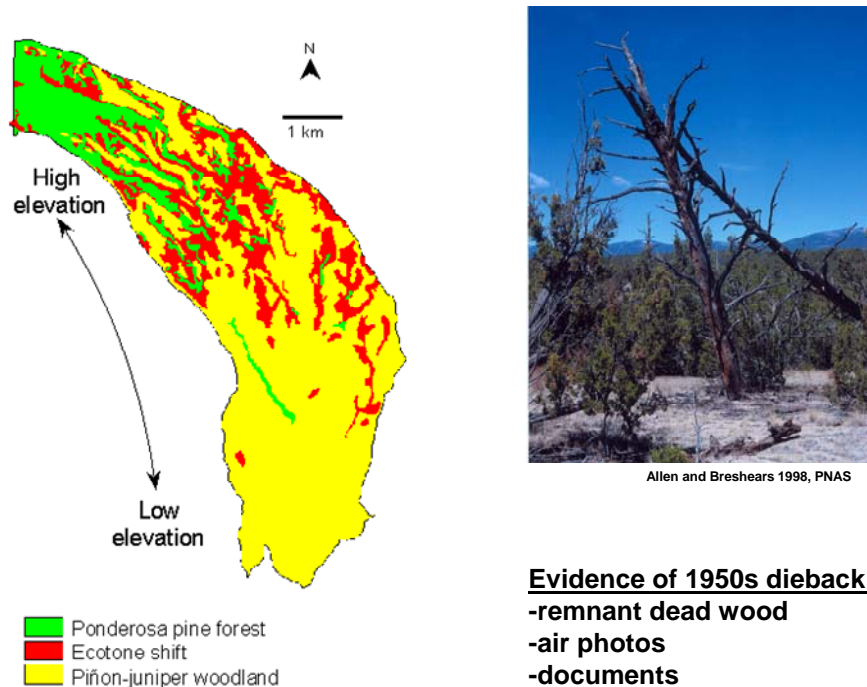 N
1 km
High
elevation
Low
elevation
Ponderosa pine forest
Ecotone shift
Piñon-juniper woodland
Allen and Breshears 1998, PNAS
Evidence of 1950s dieback
-remnant dead wood
-air photos
-documents